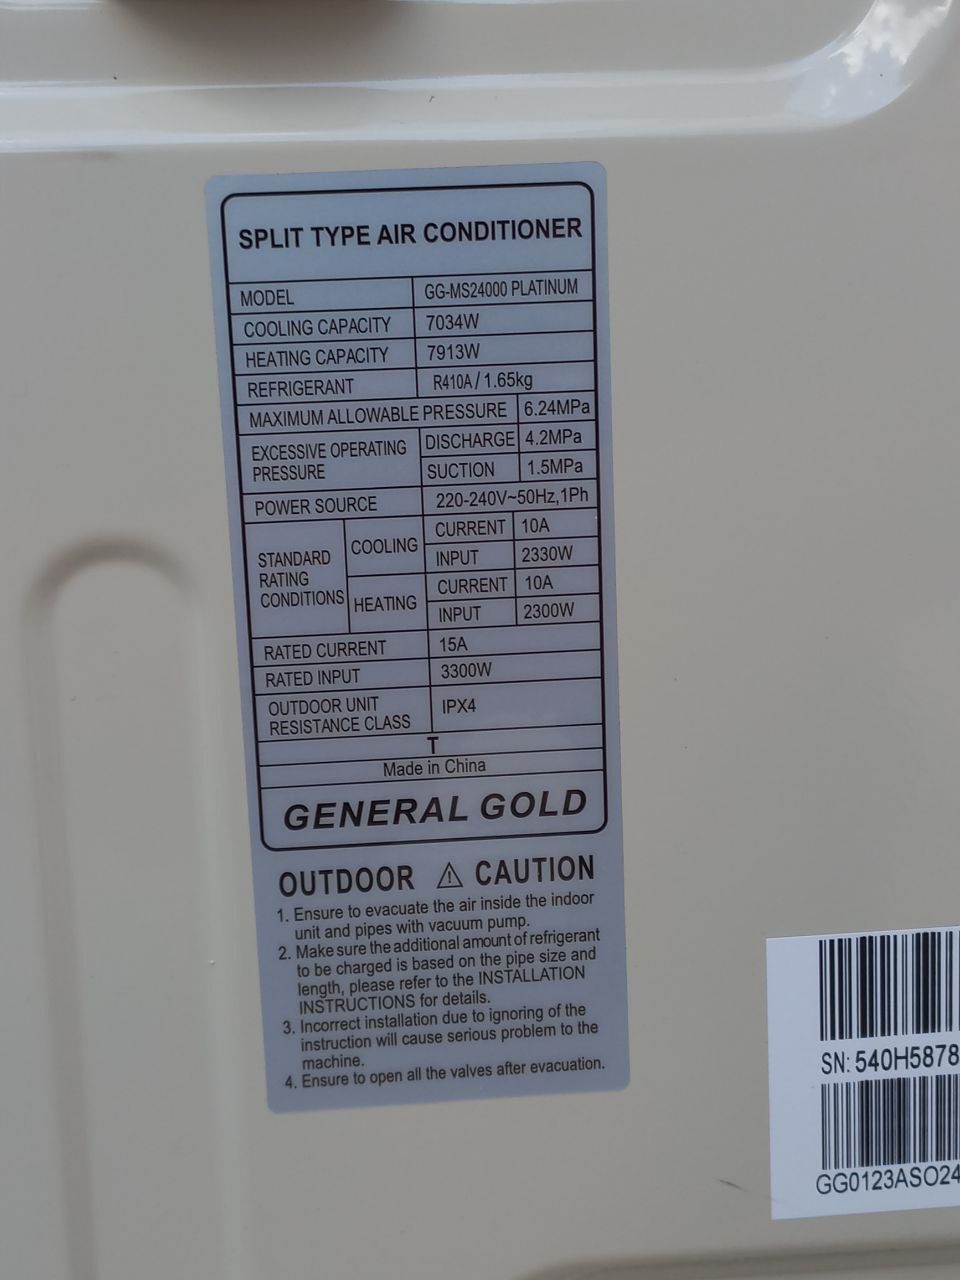 SPLIT TYPE AIR CONDITIONER
MODEL GG-MS24000 PLATINUM
COOLING CAPACITY 7034W
HEATING CAPACITY 7913W
REFRIGERANT R410A / 1.65kg
MAXIMUM ALLOWABLE PRESSURE 6.24MPa
EXCESSIVE OPERATING PRESSURE DISCHARGE 4.2MPa
SUCTION 1.5MPa
POWER SOURCE 220-240V~50Hz,1Ph
STANDARD RATING CONDITIONS COOLING CURRENT 10A
INPUT 2330W
HEATING CURRENT 10A
INPUT 2300W
RATED CURRENT 15A
RATED INPUT 3300W
OUTDOOR UNIT RESISTANCE CLASS IPX4
T
Made in China
GENERAL GOLD
OUTDOOR ⚠ CAUTION
1. Ensure to evacuate the air inside the indoor
unit and pipes with vacuum pump.
2. Make sure the additional amount of refrigerant
to be charged is based on the pipe size and
length, please refer to the INSTALLATION
INSTRUCTIONS for details.
3. Incorrect installation due to ignoring of the
instruction will cause serious problem to the
machine.
4. Ensure to open all the valves after evacuation.
SN: 540H5878
GG0123ASO24